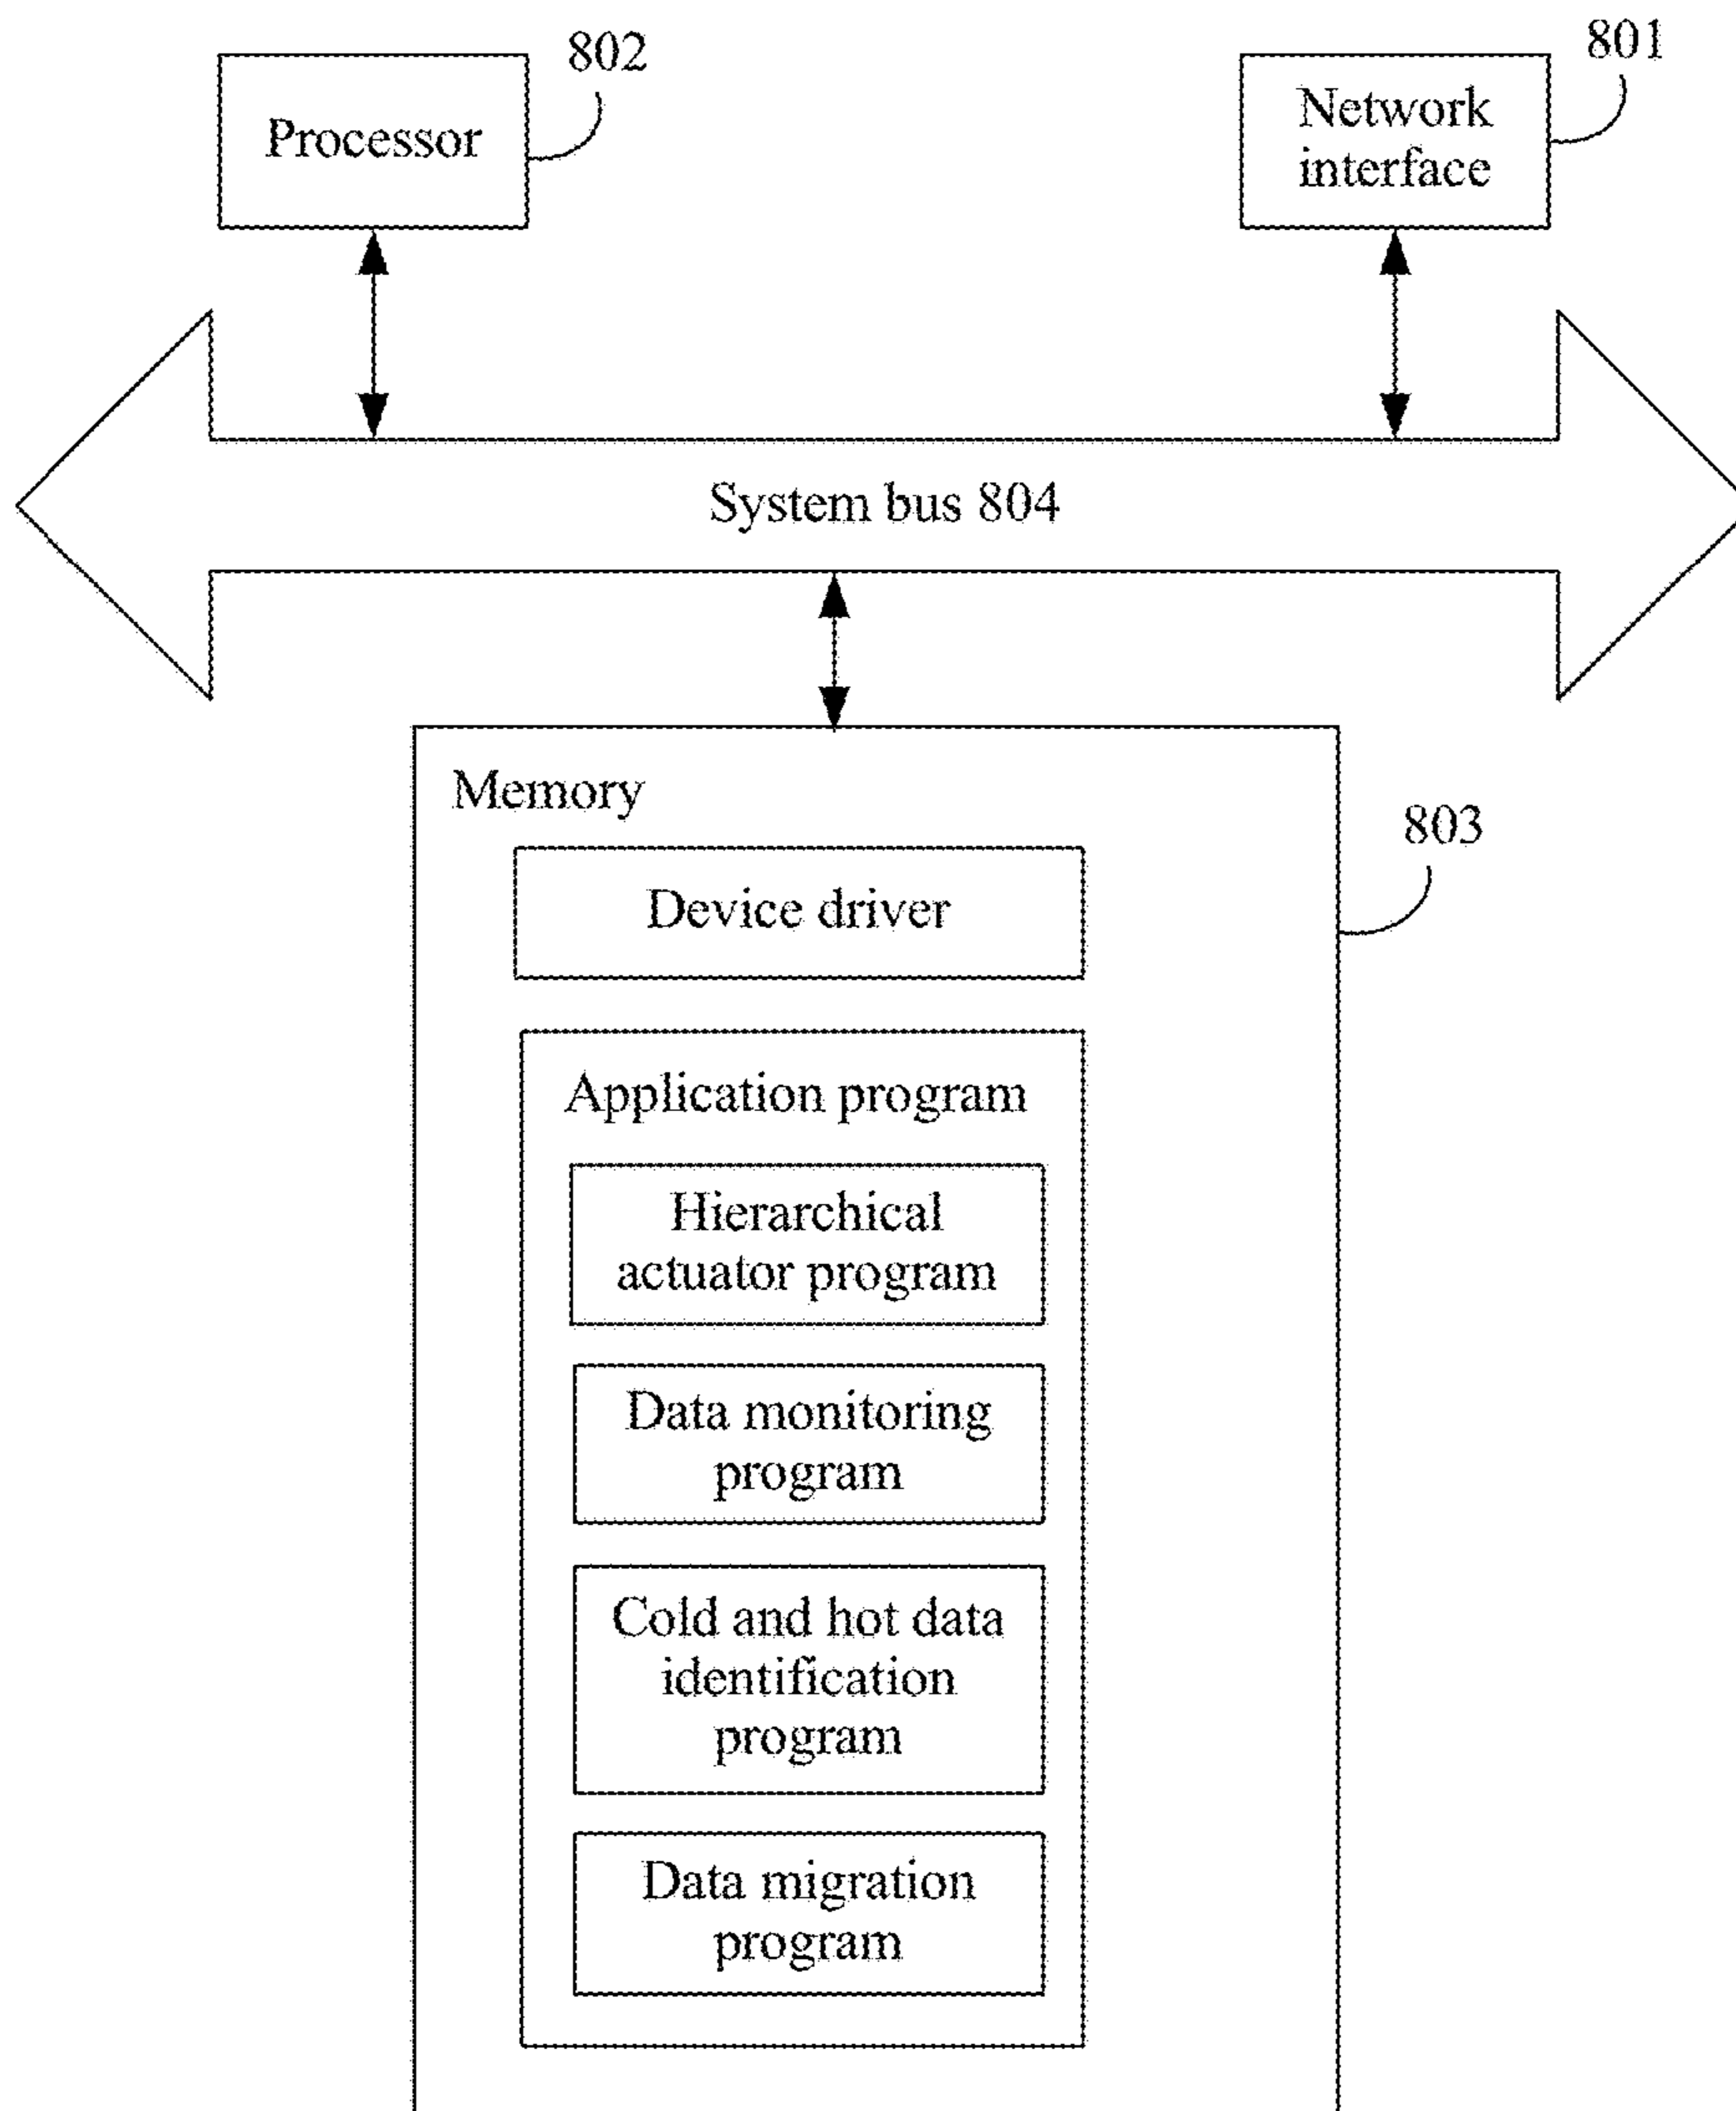 802
801
Processor
Network
interface
System bus 804
Memory
803
Device driver
Application program
Hierarchical
actuator program
Data monitoring
program
Cold and hot data
identification
program
Data migration
program